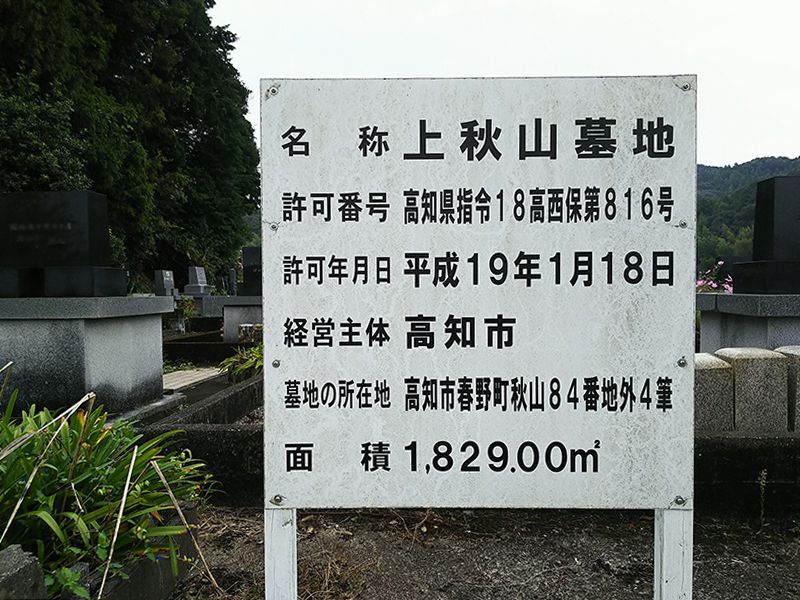 名称 上秋山墓地
許可番号 高知県指令18高西保第816号
許可年月日 平成19年1月18日
経営主体 高知市
墓地の所在地 高知市春野町秋山84番地外4筆
面積 1,829.00㎡